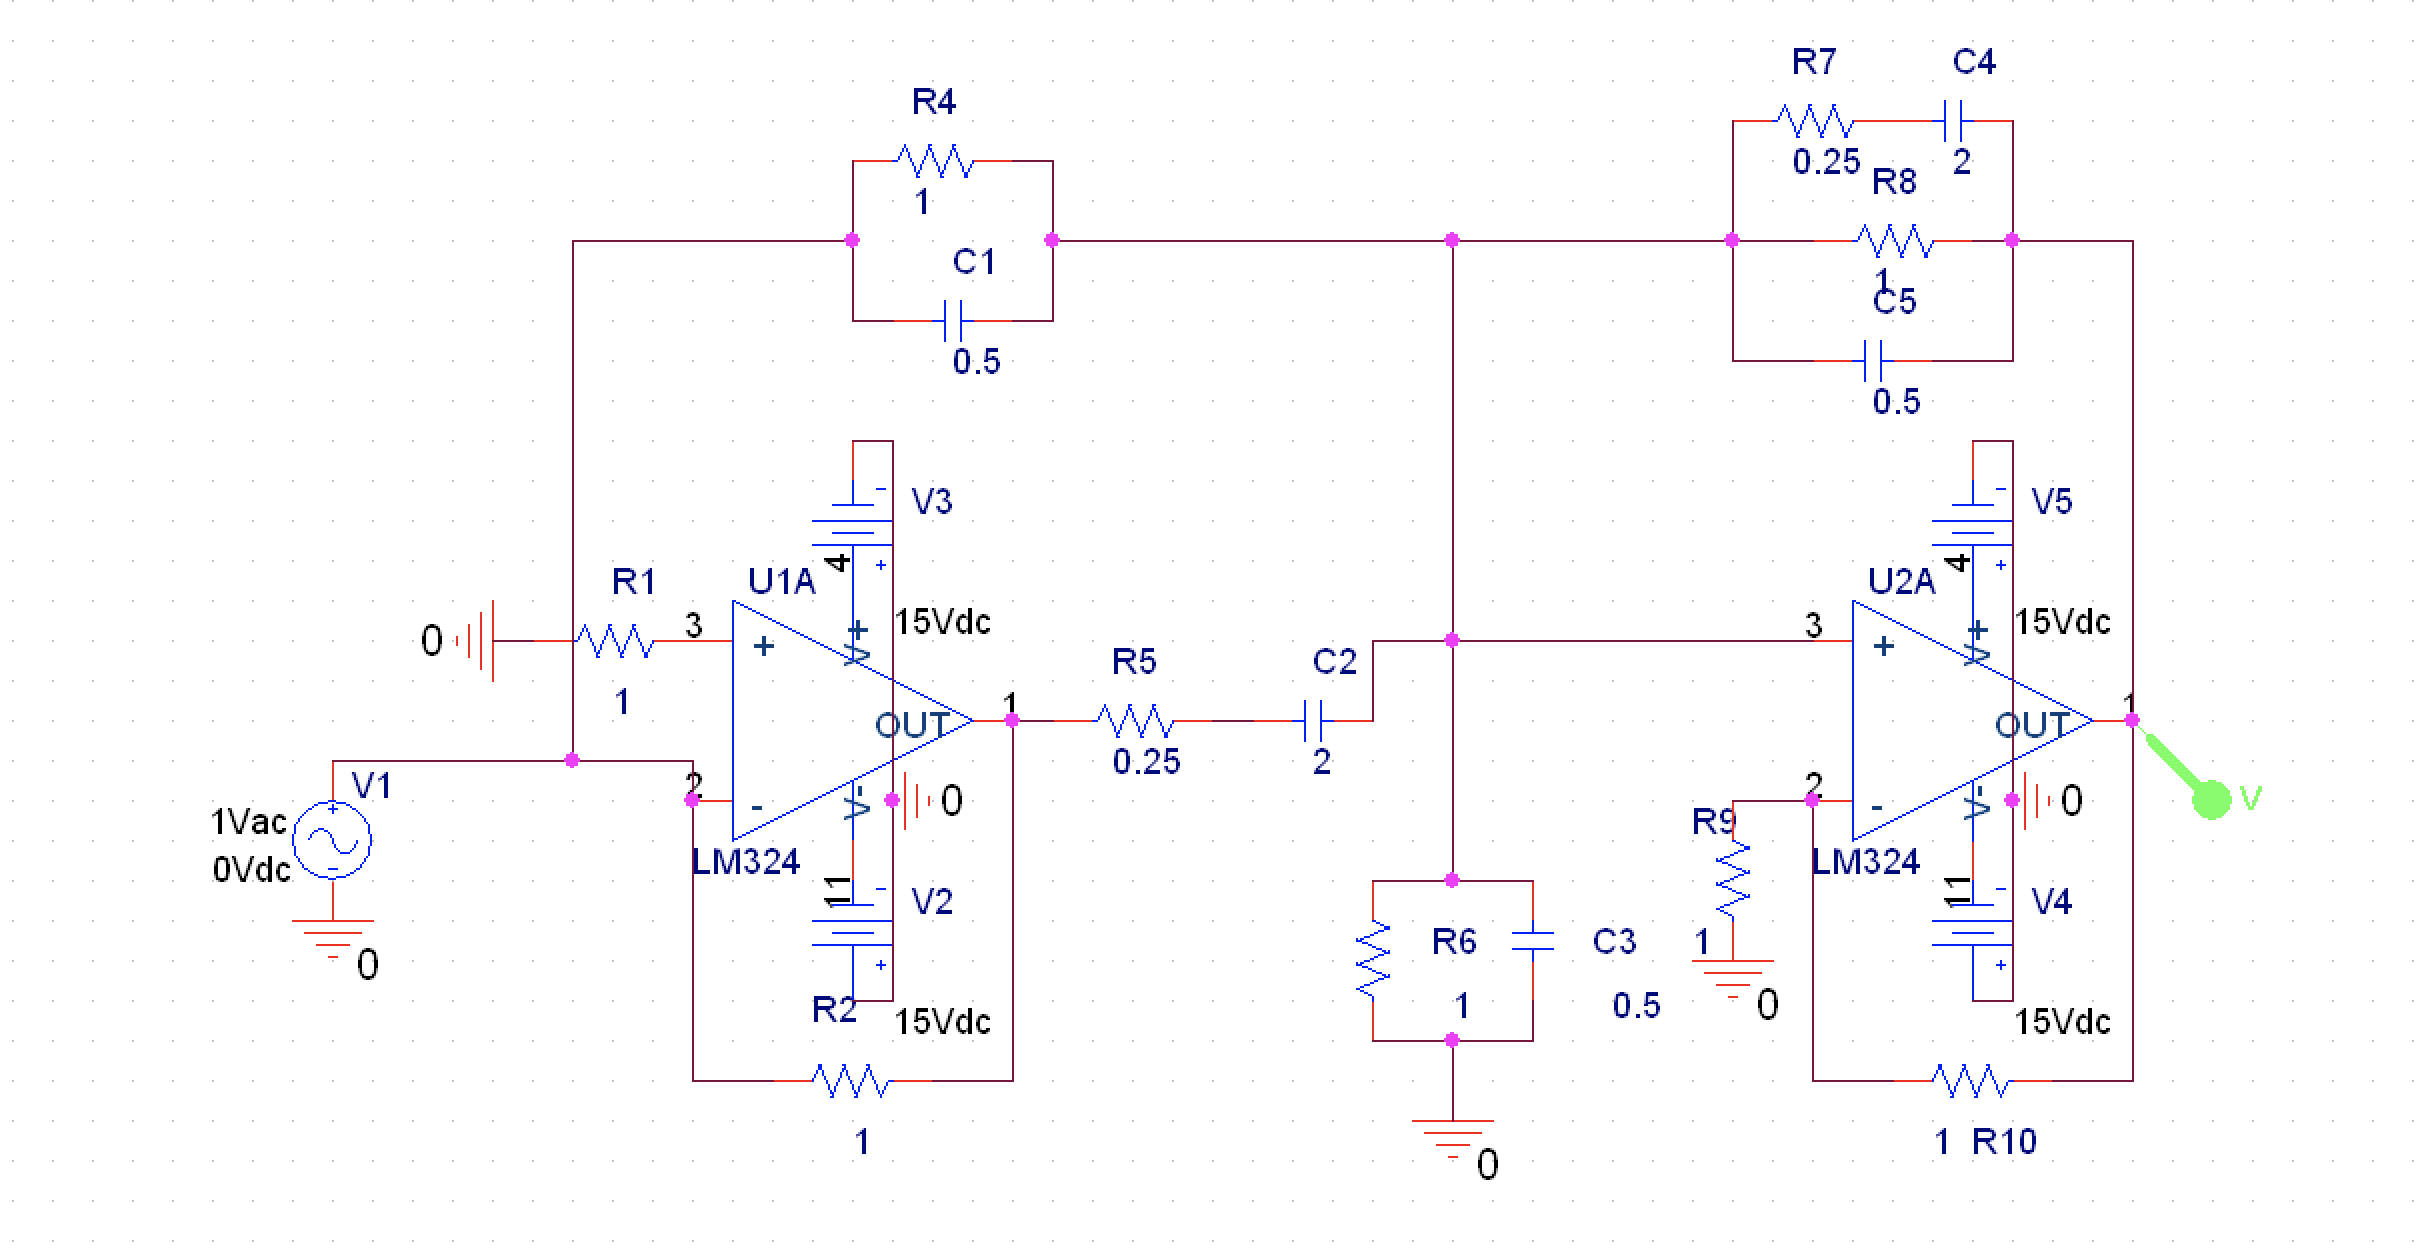 R7 C4
R4
0.25 2
R8
1
C1
1
C5
0.5
0.5
V3 V5
- -
4 4
+ +
R1 U1A U2A
15Vdc 15Vdc
0 3 3
+ V+ + V+
R5 C2
1
1 1
OUT OUT
0.25 2
V1 2 2
+ - V- 0 - V- 0 V
1Vac R9
0Vdc
- LM324 LM324
11 11
- -
V2 V4
R6 C3 1
0
+ +
R2 1 0.5 0
15Vdc 15Vdc
1 1 R10
0